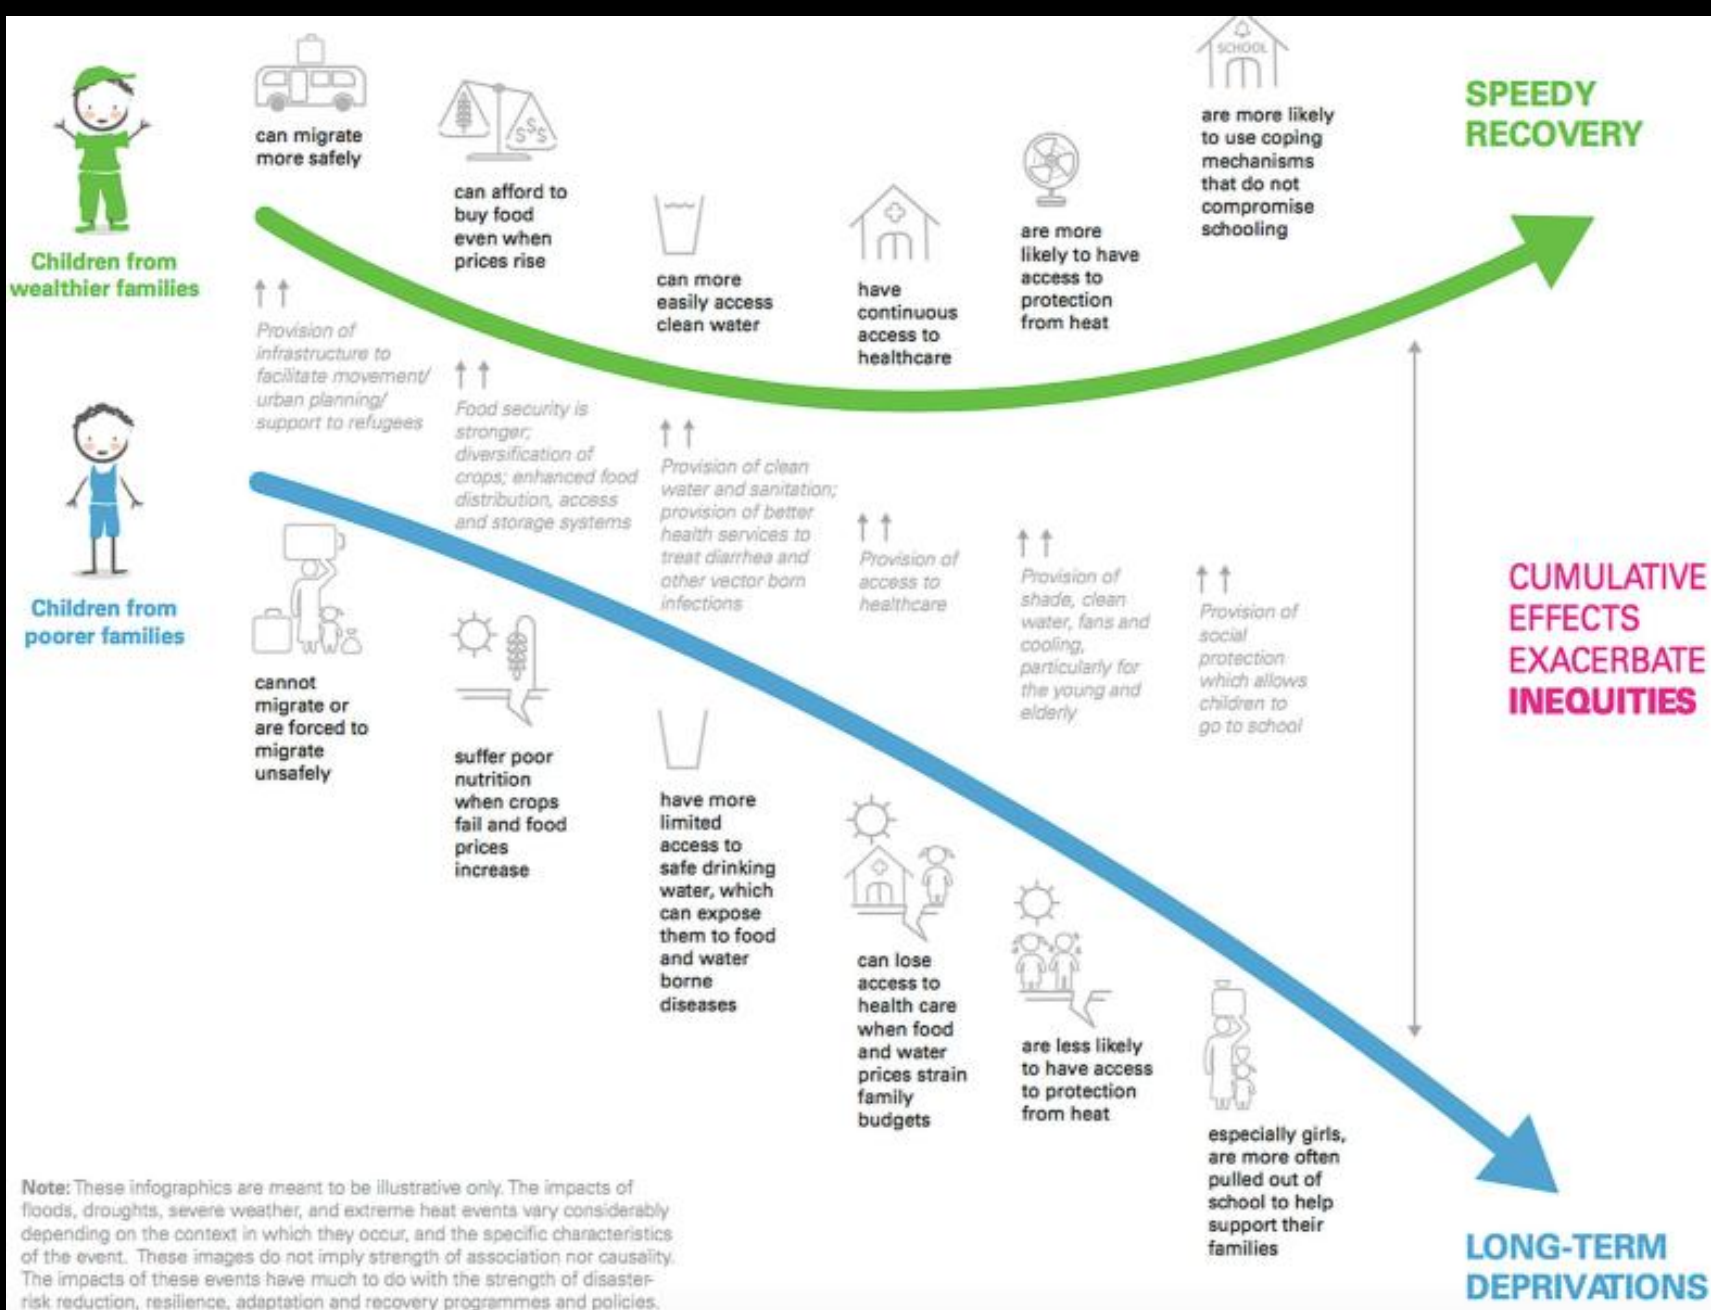 SCHOOL
SPEEDY
RECOVERY
Children from
wealthier families
can migrate
more safely
$ $ $
can afford to
buy food
even when
prices rise
can more
easily access
clean water
have
continuous
access to
healthcare
are more
likely to have
access to
protection
from heat
are more likely
to use coping
mechanisms
that do not
compromise
schooling
Provision of
infrastructure to
facilitate movement/
urban planning/
support to refugees
Food security is
stronger;
diversification of
crops; enhanced food
distribution, access
and storage systems
Provision of clean
water and sanitation;
provision of better
health services to
treat diarrhea and
other vector born
infections
Provision of
access to
healthcare
Provision of
shade, clean
water, fans and
cooling,
particularly for
the young and
elderly
Provision of
social
protection
which allows
children to
go to school
CUMULATIVE
EFFECTS
EXACERBATE
INEQUITIES
Children from
poorer families
cannot
migrate or
are forced to
migrate
unsafely
suffer poor
nutrition
when crops
fail and food
prices
increase
have more
limited
access to
safe drinking
water, which
can expose
them to food
and water
borne
diseases
can lose
access to
health care
when food
and water
prices strain
family
budgets
are less likely
to have access
to protection
from heat
especially girls,
are more often
pulled out of
school to help
support their
families
LONG-TERM
DEPRIVATIONS
Note: These infographics are meant to be illustrative only. The impacts of
floods, droughts, severe weather, and extreme heat events vary considerably
depending on the context in which they occur, and the specific characteristics
of the event. These images do not imply strength of association nor causality.
The impacts of these events have much to do with the strength of disaster-
risk reduction, resilience, adaptation and recovery programmes and policies.